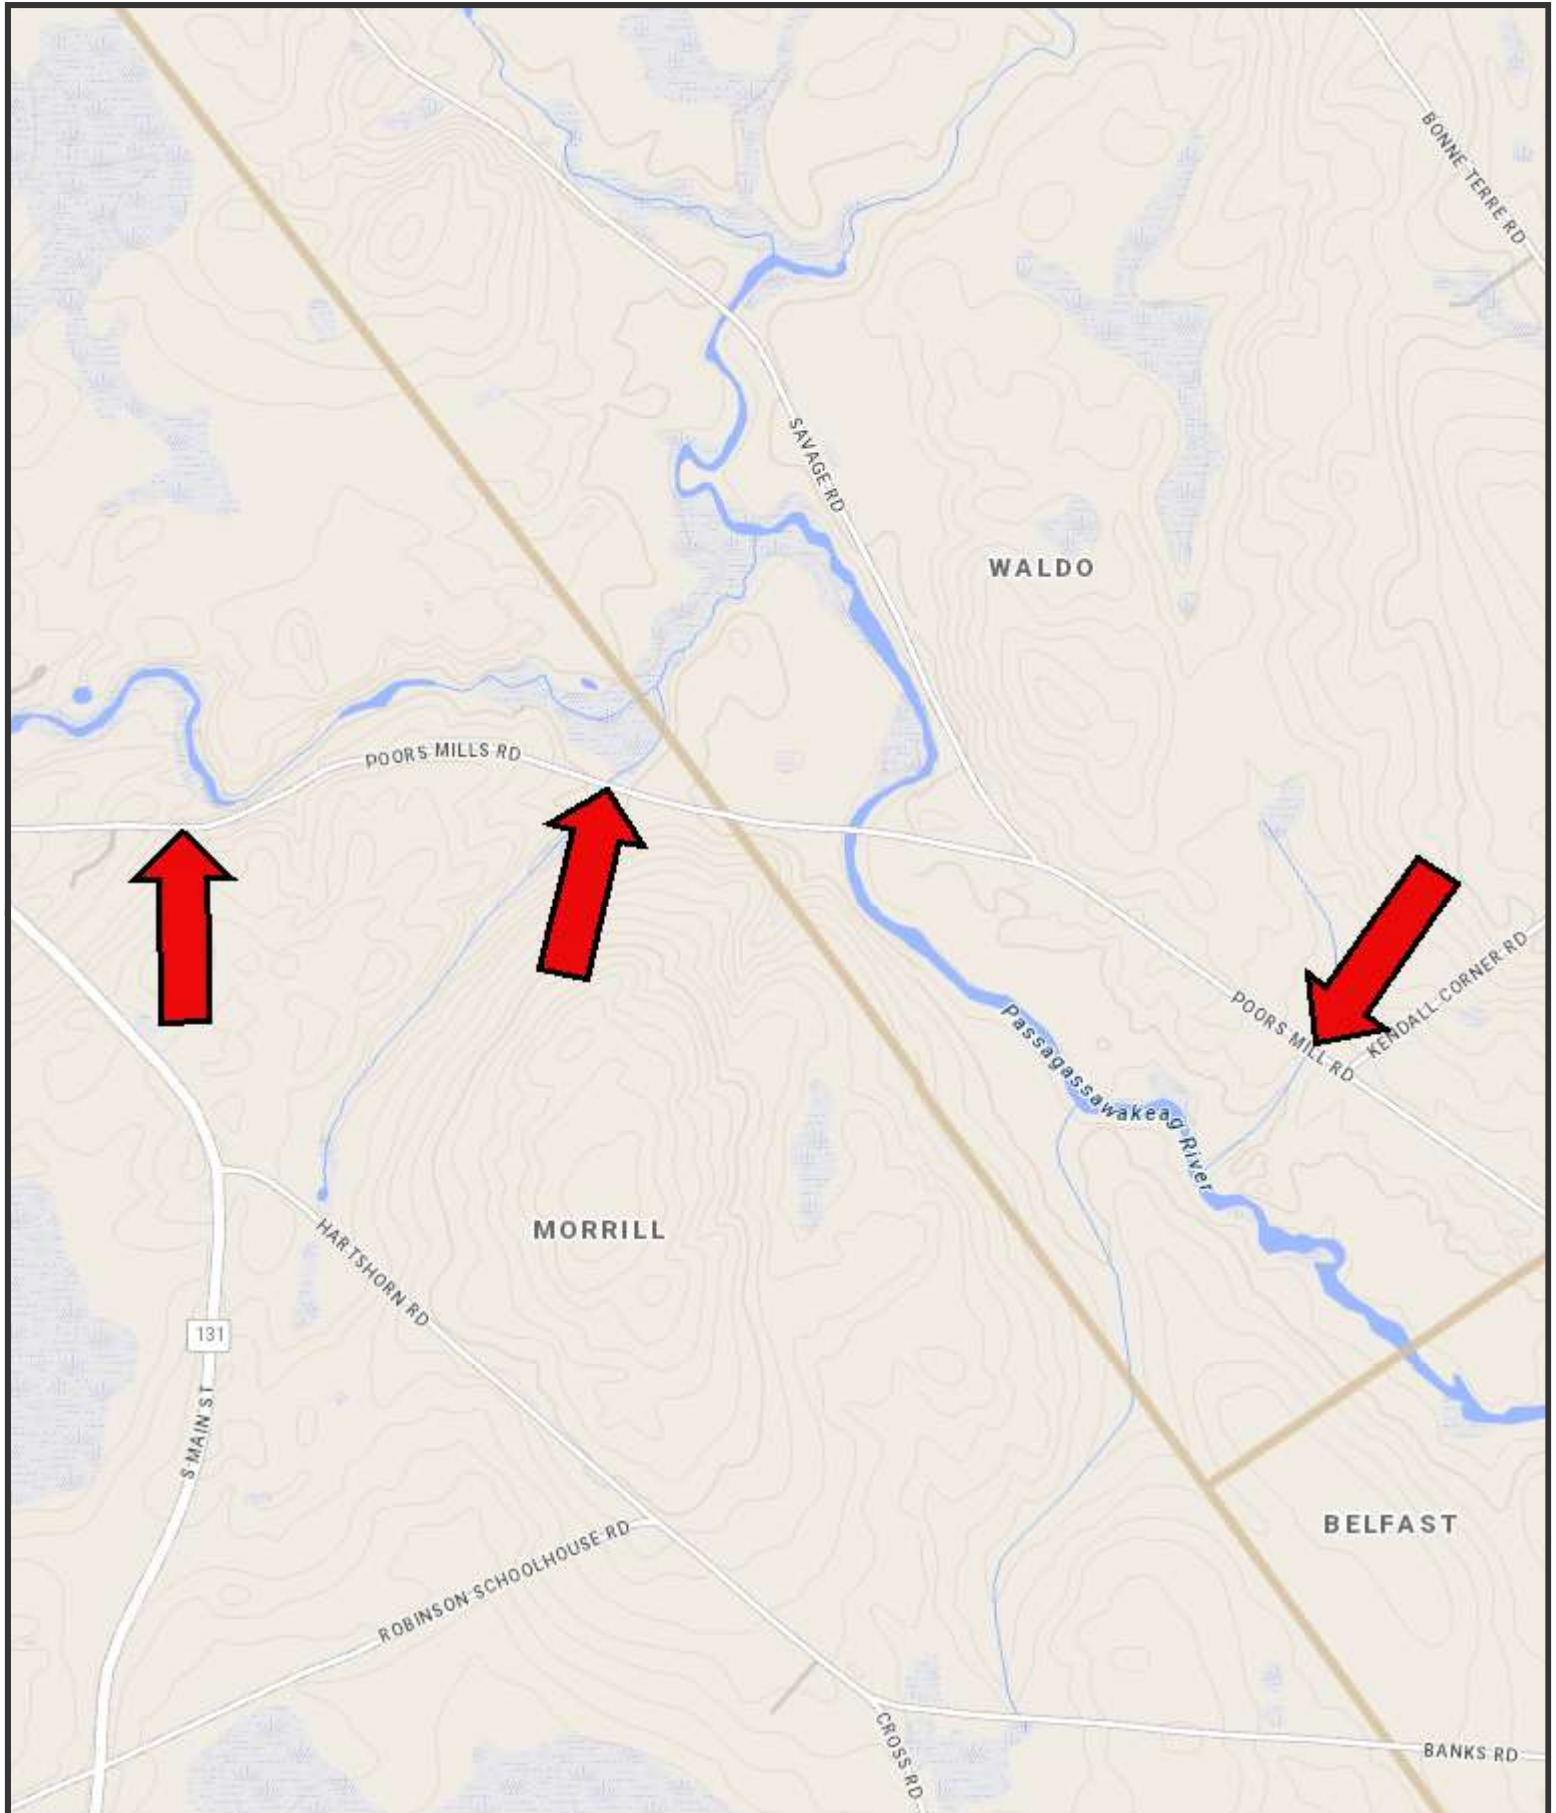 BONNE TERRE RD
SAVAGE RD
WALDO
POORS MILLS RD
POORS MILL RD
KENDALL CORNER RD
Passagassawakeag River
MORRILL
HARTSHORN RD
131
S MAIN ST
BELFAST
ROBINSON SCHOOLHOUSE RD
CROSS RD
BANKS RD